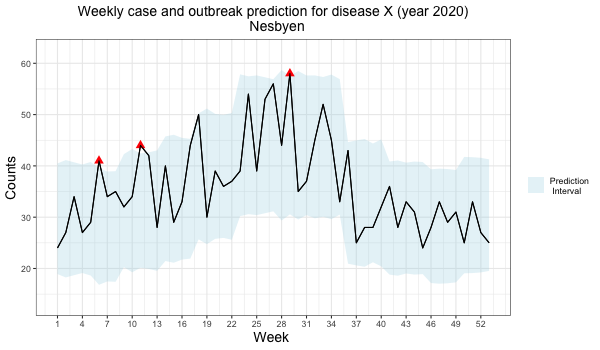 Weekly case and outbreak prediction for disease X (year 2020)
Nesbyen
Counts
60
50
40
30
20
1 4 7 10 13 16 19 22 25 28 31 34 37 40 43 46 49 52
Week
Prediction
Interval